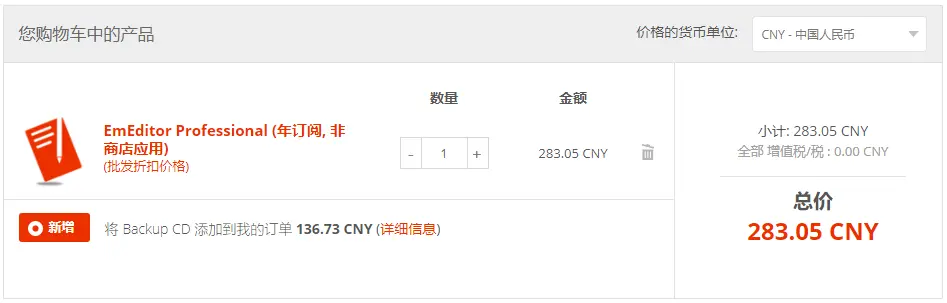 您购物车中的产品
价格的货币单位:
CNY - 中国人民币
数量
金额
EmEditor Professional (年订阅, 非
商店应用)
(批发折扣价格)
- 1 +
283.05 CNY
新增
将 Backup CD 添加到我的订单 136.73 CNY (详细信息)
小计: 283.05 CNY
全部 增值税/税 : 0.00 CNY
总价
283.05 CNY